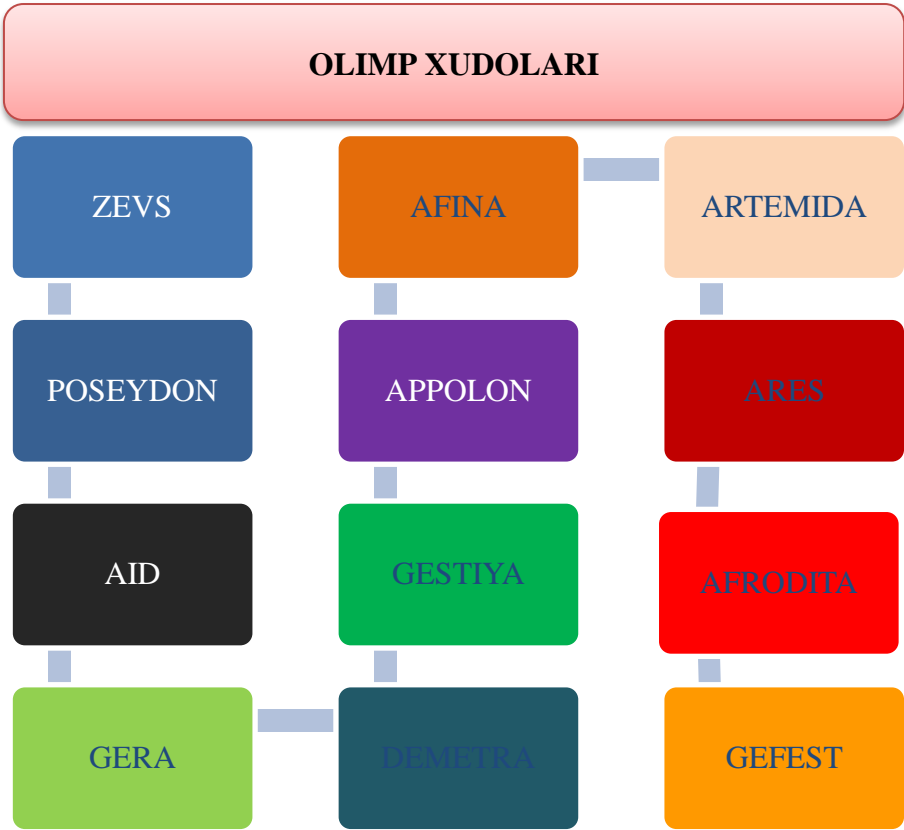 OLIMP XUDOLARI
ZEVS
POSEYDON
AID
GERA
DEMETRA
GESTIYA
APPOLON
AFINA
ARTEMIDA
ARES
AFRODITA
GEFEST